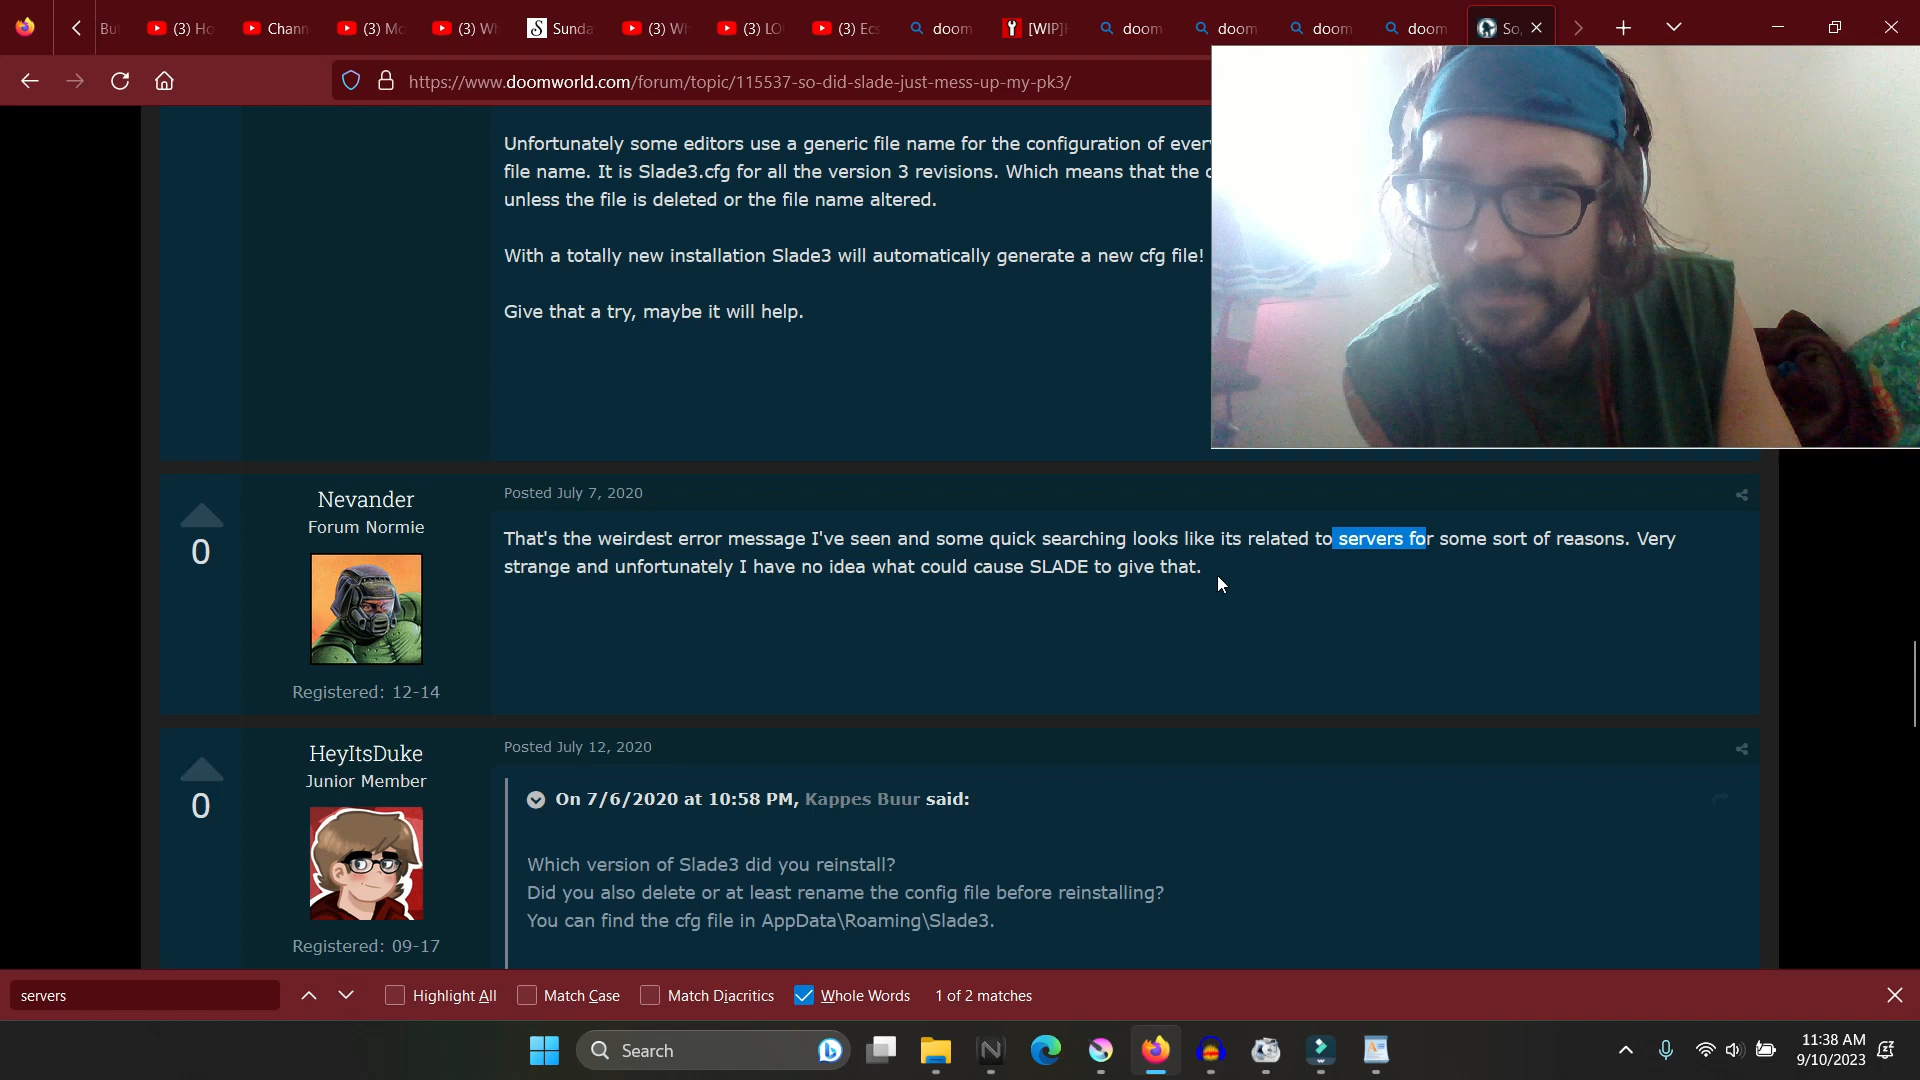 Bu
(3) Ho
Chann
(3) Mc
(3) Wh
S Sunda
(3) Wh
(3) LO
(3) Ecs
doom
[WIP]H
doom
doom
doom
doom
So,
https://www.doomworld.com/forum/topic/115537-so-did-slade-just-mess-up-my-pk3/
Unfortunately some editors use a generic file name for the configuration of ever
file name. It is Slade3.cfg for all the version 3 revisions. Which means that the c
unless the file is deleted or the file name altered.
With a totally new installation Slade3 will automatically generate a new cfg file!
Give that a try, maybe it will help.
Nevander
Forum Normie
0
Registered: 12-14
Posted July 7, 2020
That's the weirdest error message I've seen and some quick searching looks like its related to servers for some sort of reasons. Very
strange and unfortunately I have no idea what could cause SLADE to give that.
HeyItsDuke
Junior Member
0
Registered: 09-17
Posted July 12, 2020
On 7/6/2020 at 10:58 PM, Kappes Buur said:
Which version of Slade3 did you reinstall?
Did you also delete or at least rename the config file before reinstalling?
You can find the cfg file in AppData\Roaming\Slade3.
servers
Highlight All
Match Case
Match Diacritics
Whole Words
1 of 2 matches
Search
11:38 AM
9/10/2023